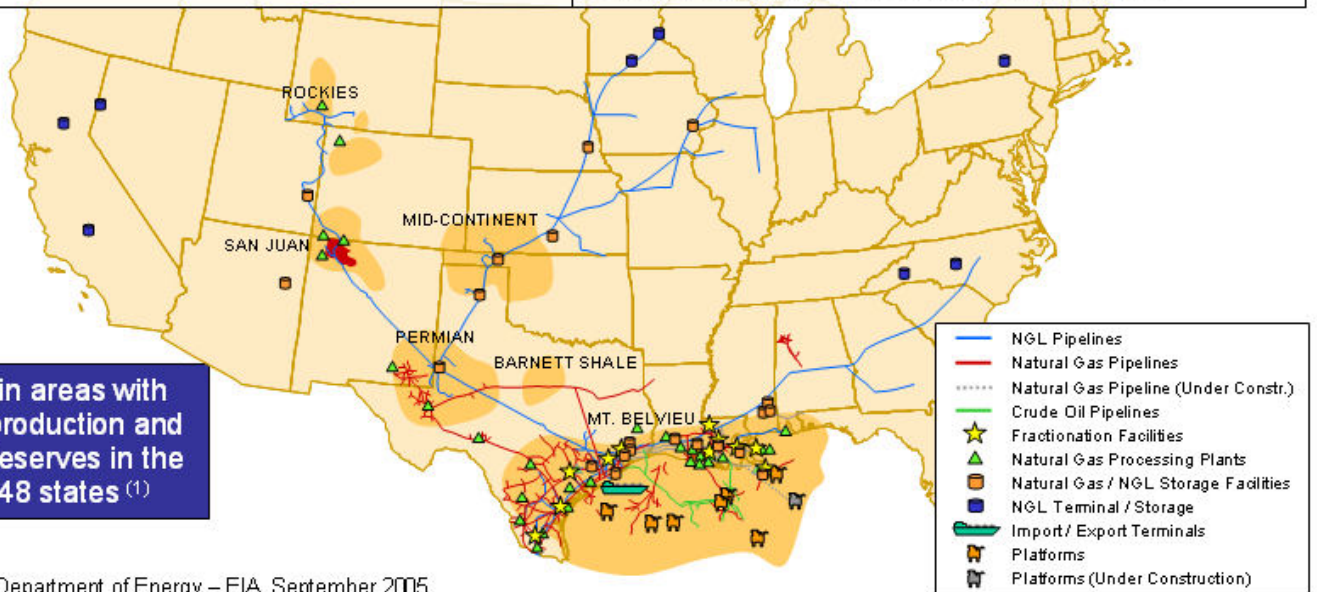 ROCKIES
MID-CONTINENT
SAN JUAN
PERMIAN
BARNETT SHALE
MT. BELVIEU
in areas with
production and
reserves in the
48 states (1)
NGL Pipelines
Natural Gas Pipelines
Natural Gas Pipeline (Under Constr.)
Crude Oil Pipelines
Fractionation Facilities
Natural Gas Processing Plants
Natural Gas / NGL Storage Facilities
NGL Terminal / Storage
Import / Export Terminals
Platforms
Platforms (Under Construction)
Department of Energy – EIA, September 2005